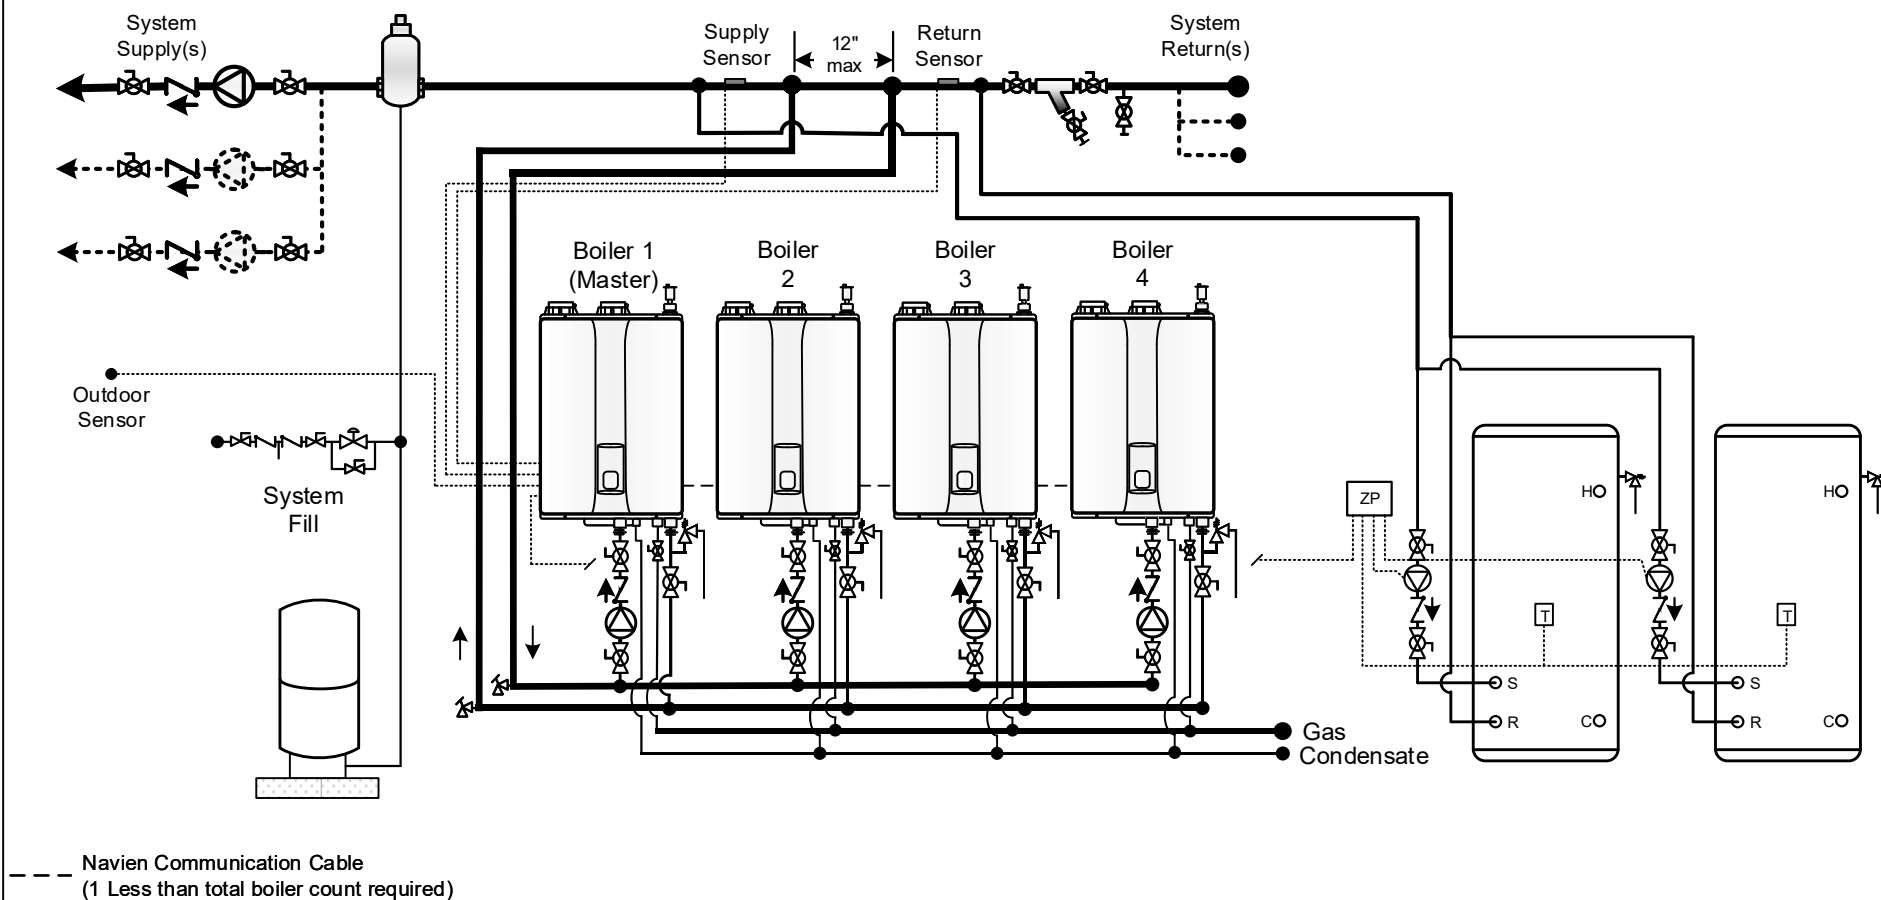 System
Supply(s)
Supply
Sensor
12"
max
Return
Sensor
System
Return(s)
Boiler 1
(Master)
Boiler
2
Boiler
3
Boiler
4
Outdoor
Sensor
System
Fill
ZP
H
H
T
T
S
R
C
S
R
C
Gas
Condensate
Navien Communication Cable
(1 Less than total boiler count required)